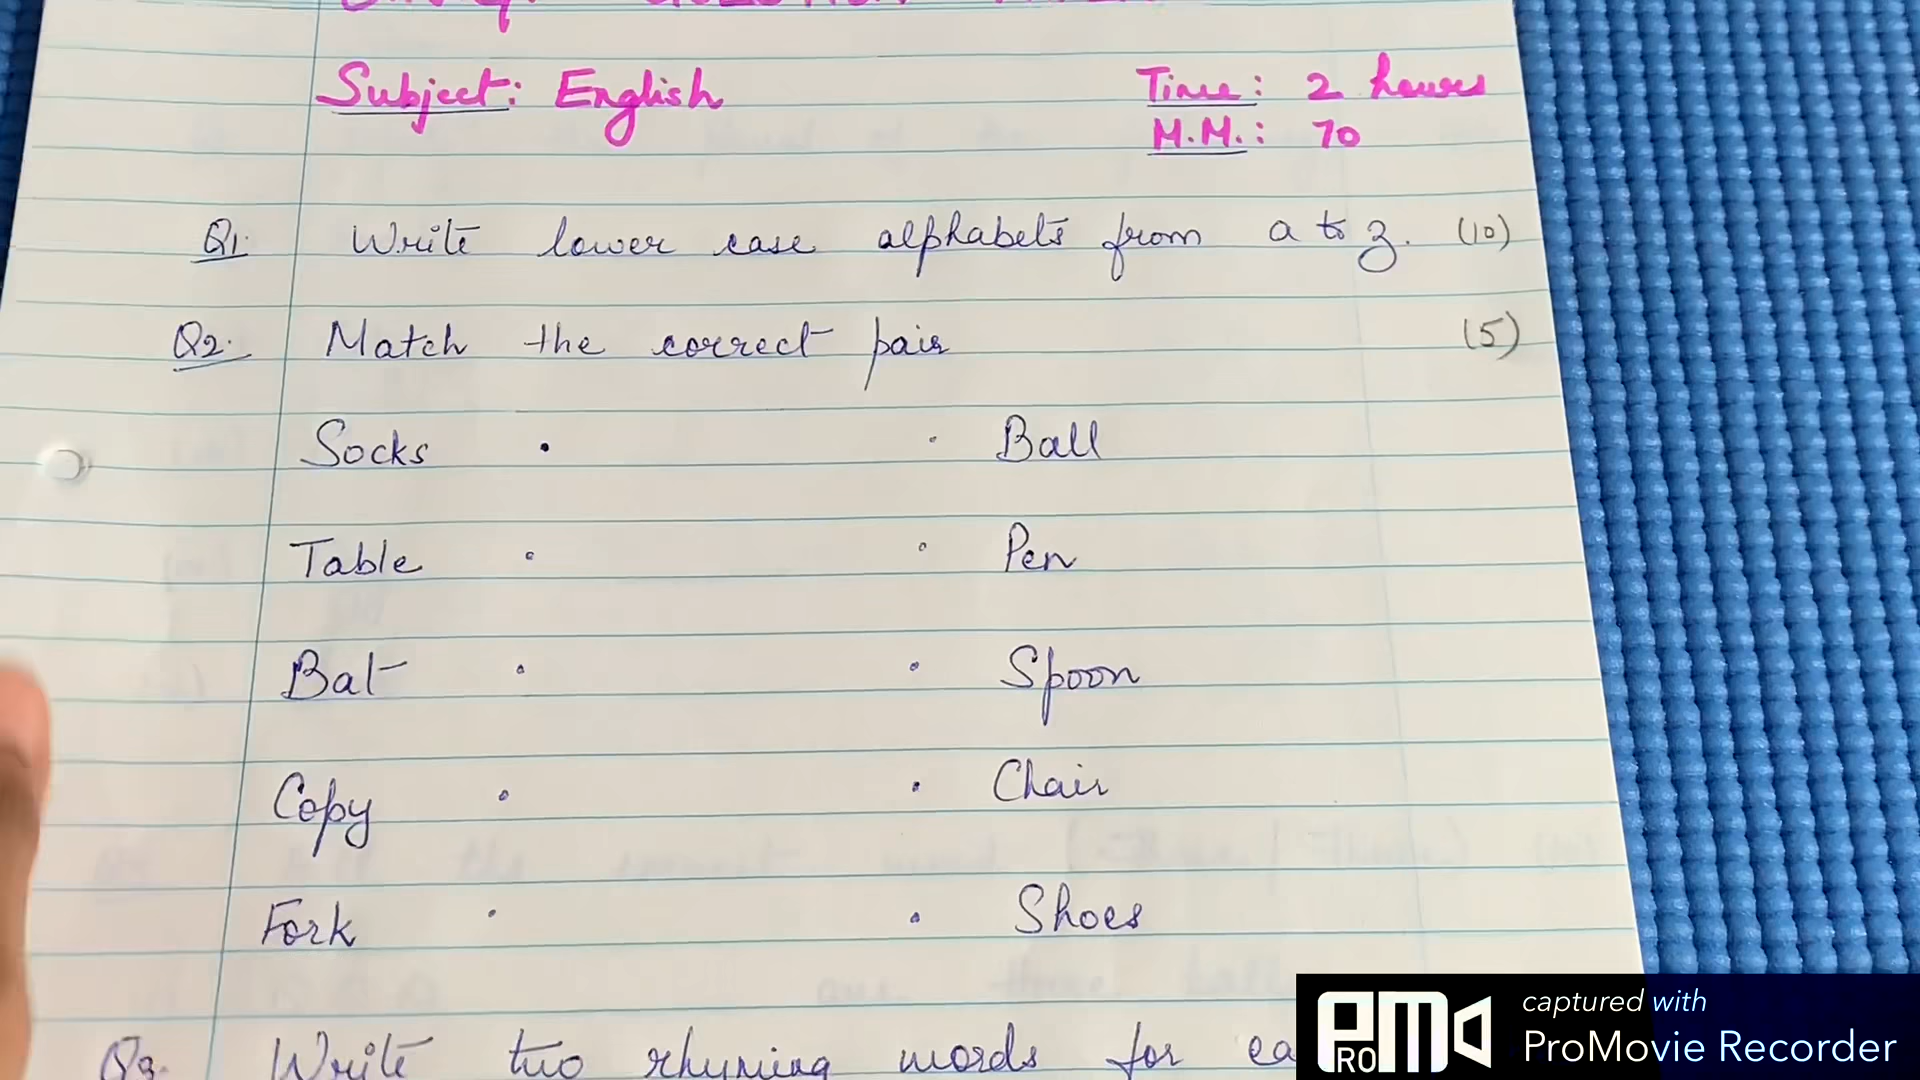 Subject: English Time: 2 hours
M.M.: 70
Q1. Write lower case alphabets from a to z. (10)
Q2. Match the correct pair (5)
Socks . . Ball
Table . . Pen
Bat . . Spoon
Copy . . Chair
Fork . . Shoes
Q3. Write two rhyming words for
captured with
PROM
ProMovie Recorder